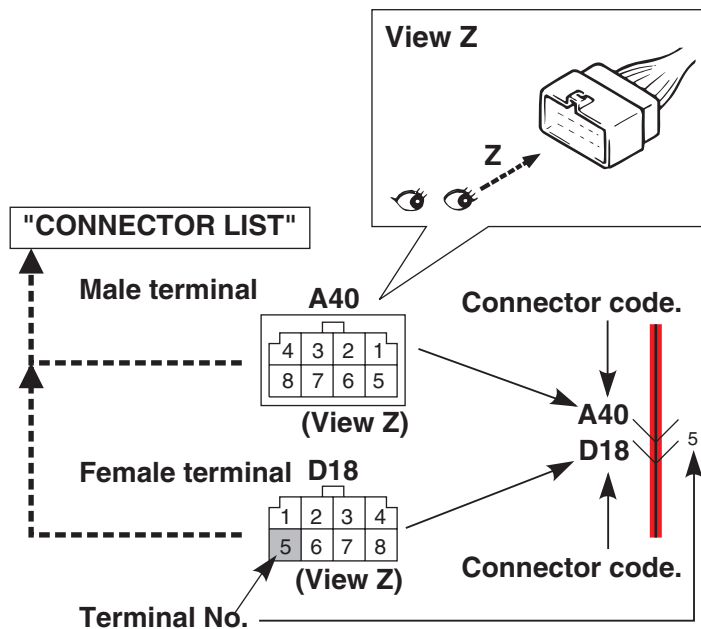 View Z
Z
"CONNECTOR LIST"
Male terminal
A40
4 3 2 1
8 7 6 5
(View Z)
Connector code.
A40
D18
5
Female terminal
D18
1 2 3 4
5 6 7 8
(View Z)
Connector code.
Terminal No.